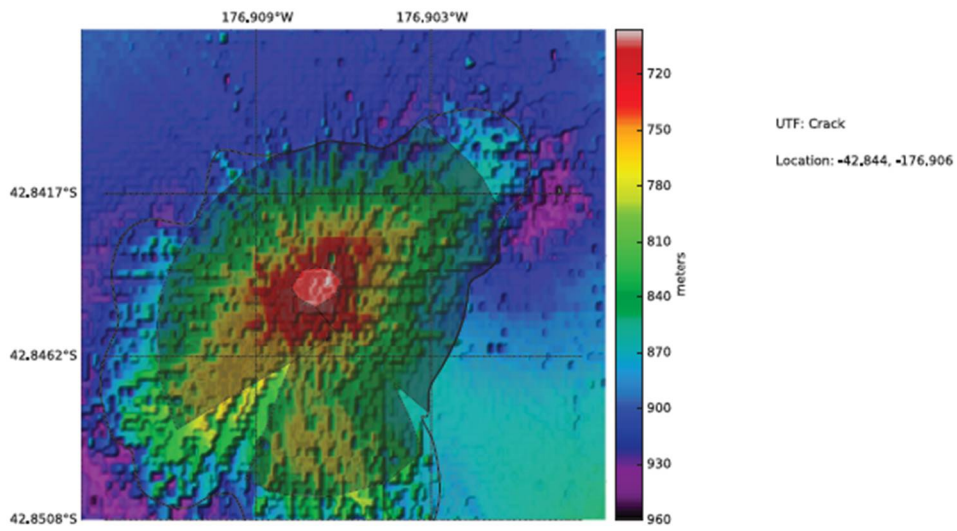 176.909°W 176.903°W
42.8417°S
42.8462°S
42.8508°S
720
750
780
810
840
870
900
930
960
meters
UTF: Crack
Location: -42.844, -176.906